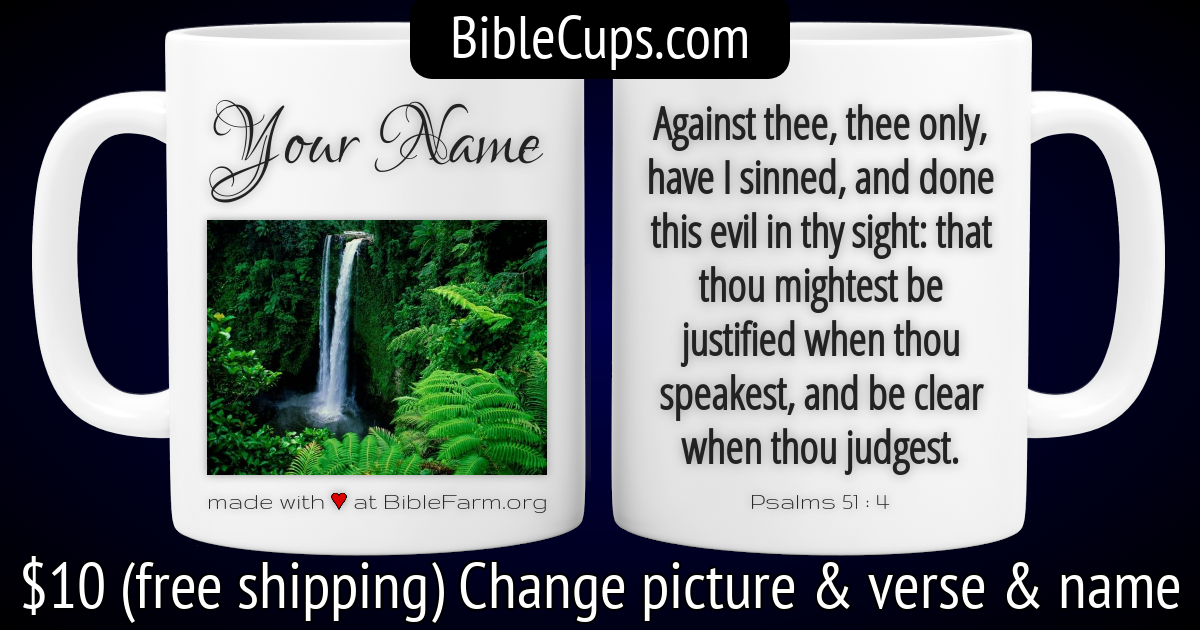 BibleCups.com
Your Name
made with ♥ at BibleFarm.org
Against thee, thee only,
have I sinned, and done
this evil in thy sight: that
thou mightest be
justified when thou
speakest, and be clear
when thou judgest.
Psalms 51 : 4
$10 (free shipping) Change picture & verse & name